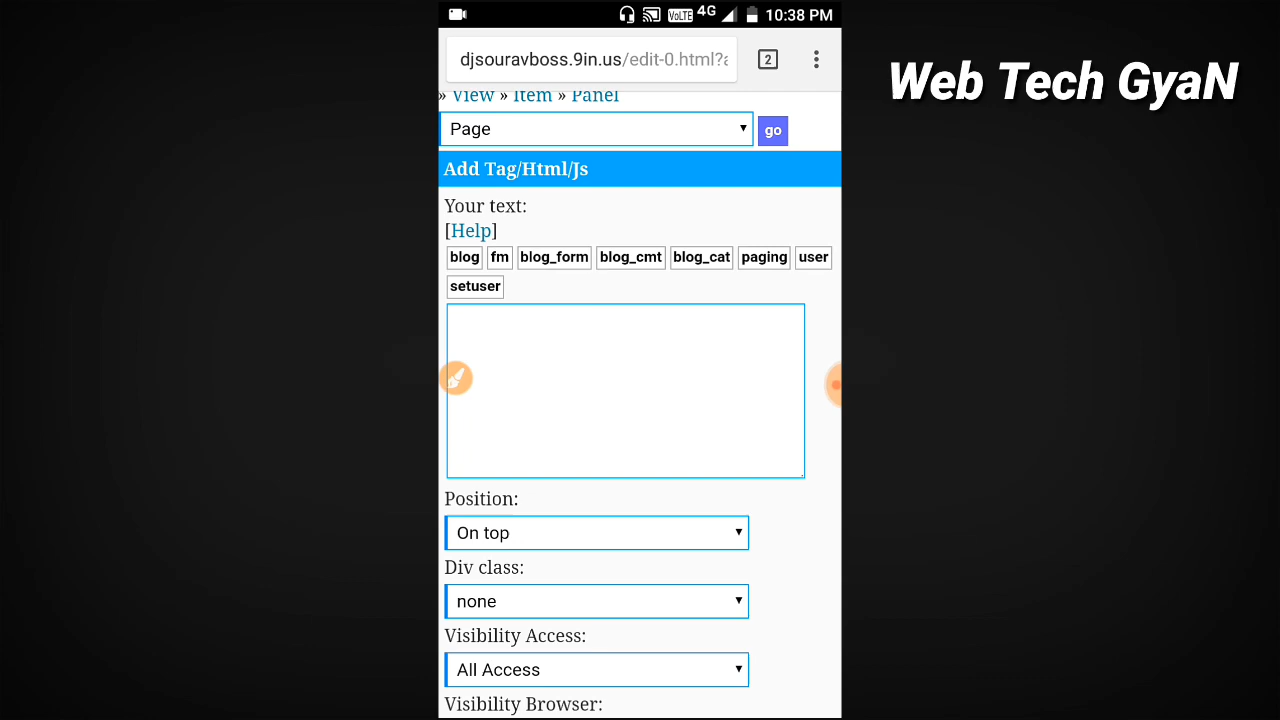 VoLTE 4G 10:38 PM
djsouravboss.9in.us/edit-0.html?a
2
Web Tech GyaN
» View » Item » Panel
Page
go
Add Tag/Html/Js
Your text:
[Help]
blog fm blog_form blog_cmt blog_cat paging user
setuser
Position:
On top
Div class:
none
Visibility Access:
All Access
Visibility Browser: